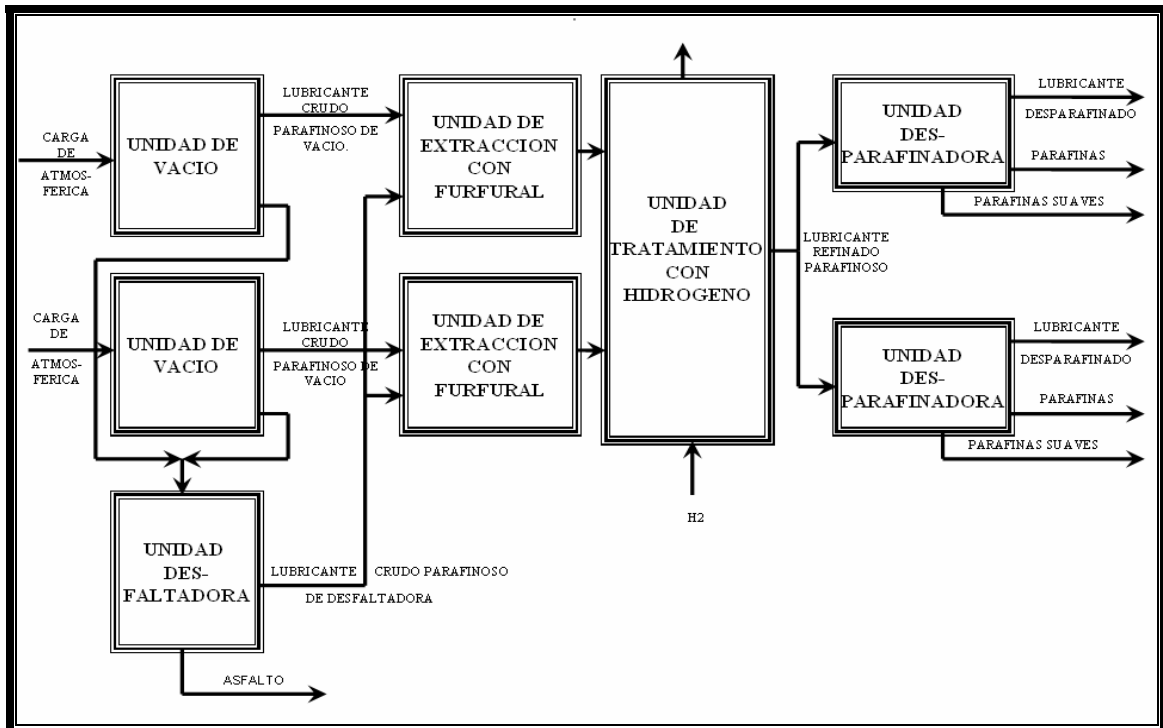 CARGA
DE
ATMOS-
FERICA
UNIDAD DE
VACIO
LUBRICANTE
CRUDO
PARAFINOSO DE
VACIO.
UNIDAD DE
EXTRACCION
CON
FURFURAL
UNIDAD
DE
TRATAMIENTO
CON
HIDROGENO
H2
LUBRICANTE
REFINADO
PARAFINOSO
UNIDAD
DES-
PARAFINADORA
LUBRICANTE
DESPARAFINADO
PARAFINAS
PARAFINAS SUAVES
CARGA
DE
ATMOS-
FERICA
UNIDAD DE
VACIO
LUBRICANTE
CRUDO
PARAFINOSO DE
VACIO
UNIDAD DE
EXTRACCION
CON
FURFURAL
UNIDAD
DES-
PARAFINADORA
LUBRICANTE
DESPARAFINADO
PARAFINAS
PARAFINAS SUAVES
UNIDAD
DES-
FALTADORA
LUBRICANTE CRUDO PARAFINOSO
DE DESFALTADORA
ASFALTO